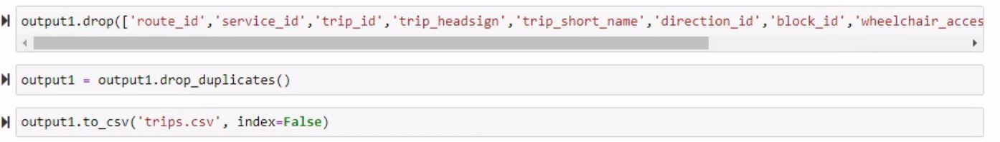 output1.drop(['route_id','service_id','trip_id','trip_headsign','trip_short_name','direction_id','block_id','wheelchair_acces
output1 = output1.drop_duplicates()
output1.to_csv('trips.csv', index=False)